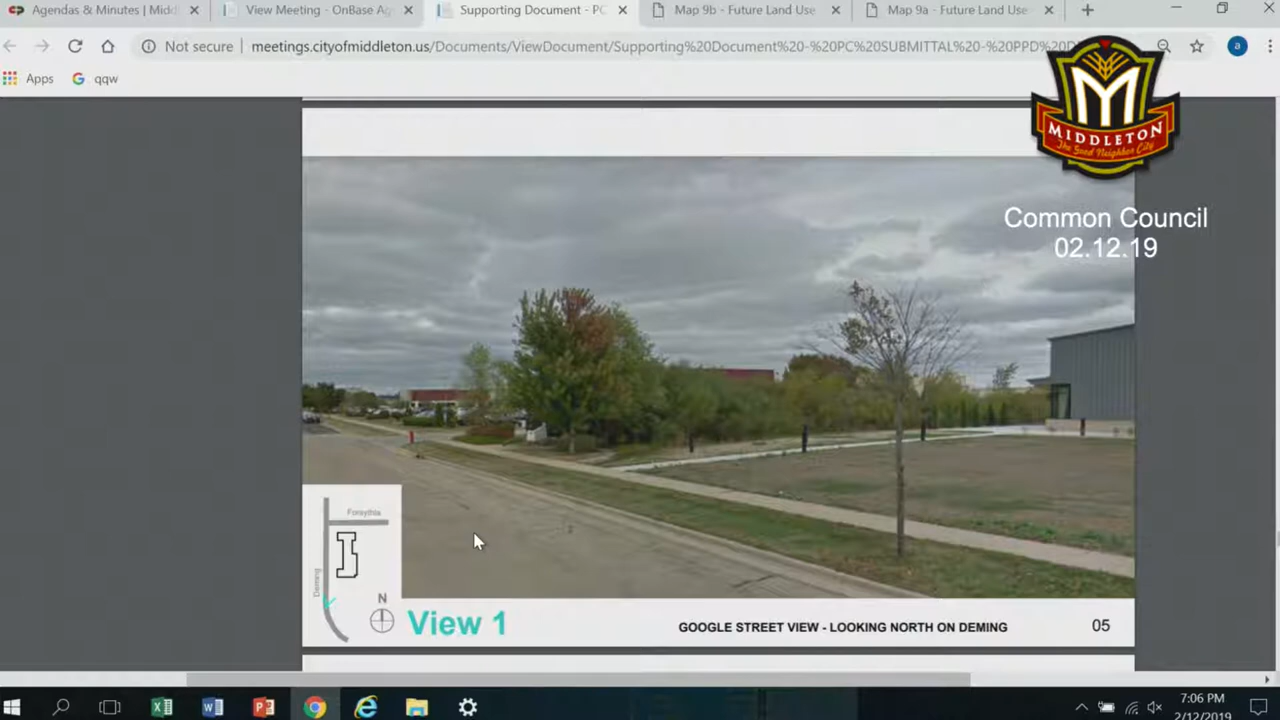 Agendas & Minutes | Midd
View Meeting - OnBase Ag
Supporting Document - PC
Map 9b - Future Land Use
Map 9a - Future Land Use
Not secure
meetings.cityofmiddleton.us/Documents/ViewDocument/Supporting%20Document%20-%20PC%20SUBMITTAL%20-%20PPD%20D
a
Apps
qqw
M
MIDDLETON
The Good Neighbor City
Common Council
02.12.19
Forsythia
Deming
N
View 1
GOOGLE STREET VIEW - LOOKING NORTH ON DEMING
05
7:06 PM
2/12/2019